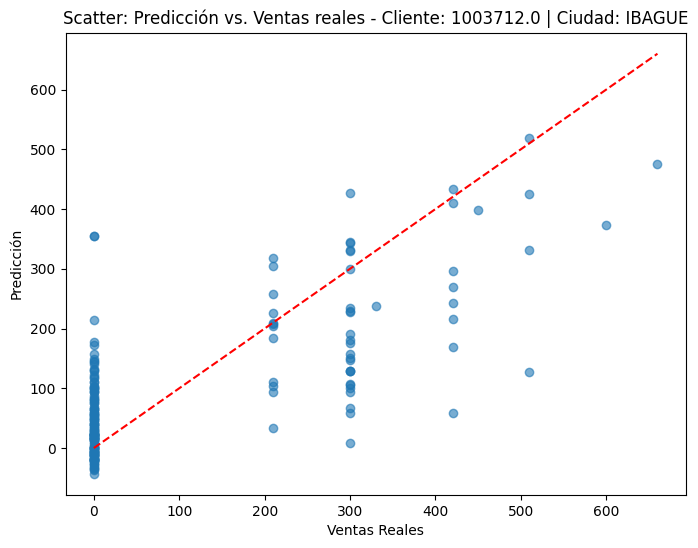 Scatter: Predicción vs. Ventas reales - Cliente: 1003712.0 | Ciudad: IBAGUE
Predicción
600
500
400
300
200
100
0
0 100 200 300 400 500 600
Ventas Reales